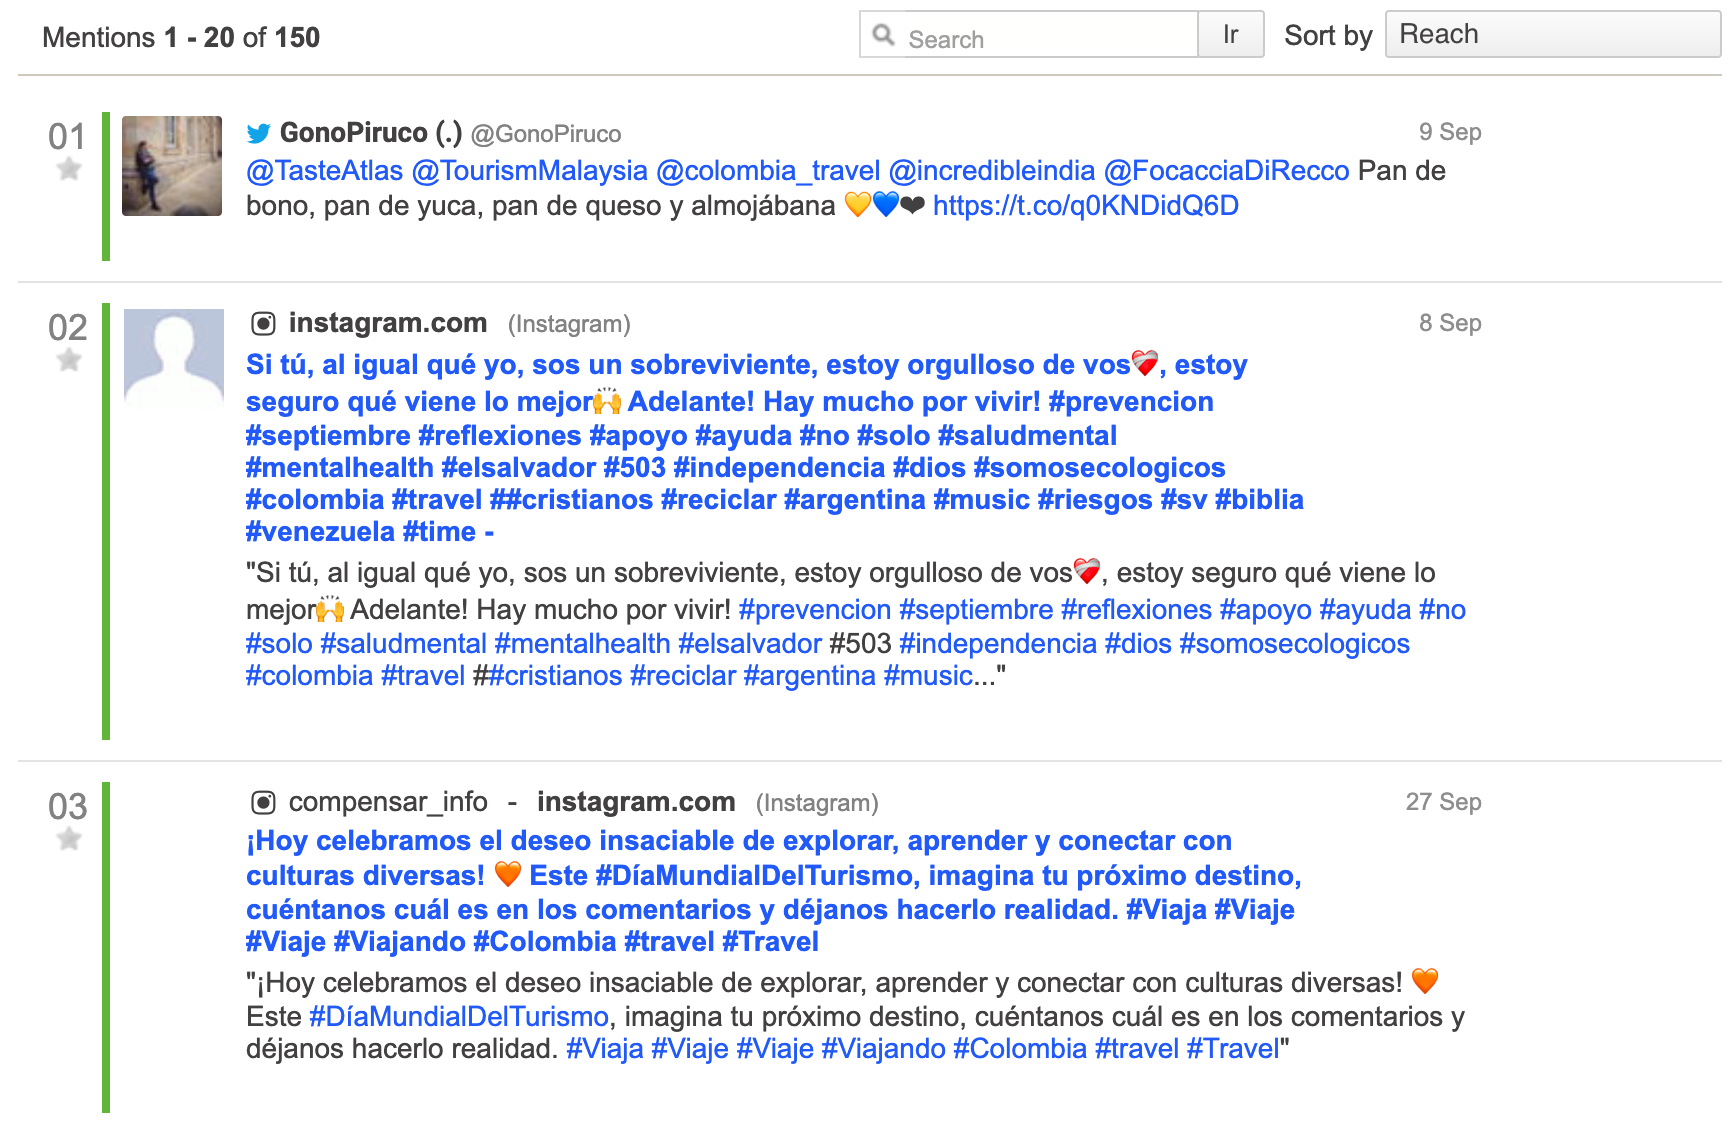 Mentions 1 - 20 of 150
Search
Ir
Sort by
Reach
01
GonoPiruco (.) @GonoPiruco
9 Sep
@TasteAtlas @TourismMalaysia @colombia_travel @incredibleindia @FocacciaDiRecco Pan de
bono, pan de yuca, pan de queso y almojábana 💛💙❤ https://t.co/q0KNDidQ6D
02
instagram.com (Instagram)
8 Sep
Si tú, al igual qué yo, sos un sobreviviente, estoy orgulloso de vos❤️‍🩹, estoy
seguro qué viene lo mejor🙌 Adelante! Hay mucho por vivir! #prevencion
#septiembre #reflexiones #apoyo #ayuda #no #solo #saludmental
#mentalhealth #elsalvador #503 #independencia #dios #somosecologicos
#colombia #travel ##cristianos #reciclar #argentina #music #riesgos #sv #biblia
#venezuela #time -
"Si tú, al igual qué yo, sos un sobreviviente, estoy orgulloso de vos❤️‍🩹, estoy seguro qué viene lo
mejor🙌 Adelante! Hay mucho por vivir! #prevencion #septiembre #reflexiones #apoyo #ayuda #no
#solo #saludmental #mentalhealth #elsalvador #503 #independencia #dios #somosecologicos
#colombia #travel ##cristianos #reciclar #argentina #music..."
03
compensar_info - instagram.com (Instagram)
27 Sep
¡Hoy celebramos el deseo insaciable de explorar, aprender y conectar con
culturas diversas! 🧡 Este #DíaMundialDelTurismo, imagina tu próximo destino,
cuéntanos cuál es en los comentarios y déjanos hacerlo realidad. #Viaja #Viaje
#Viaje #Viajando #Colombia #travel #Travel
"¡Hoy celebramos el deseo insaciable de explorar, aprender y conectar con culturas diversas! 🧡
Este #DíaMundialDelTurismo, imagina tu próximo destino, cuéntanos cuál es en los comentarios y
déjanos hacerlo realidad. #Viaja #Viaje #Viaje #Viajando #Colombia #travel #Travel"